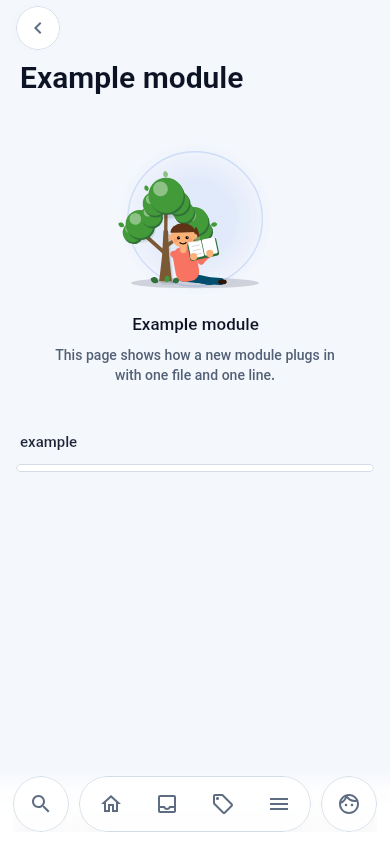 Example module
Example module
This page shows how a new module plugs in
with one file and one line.
example